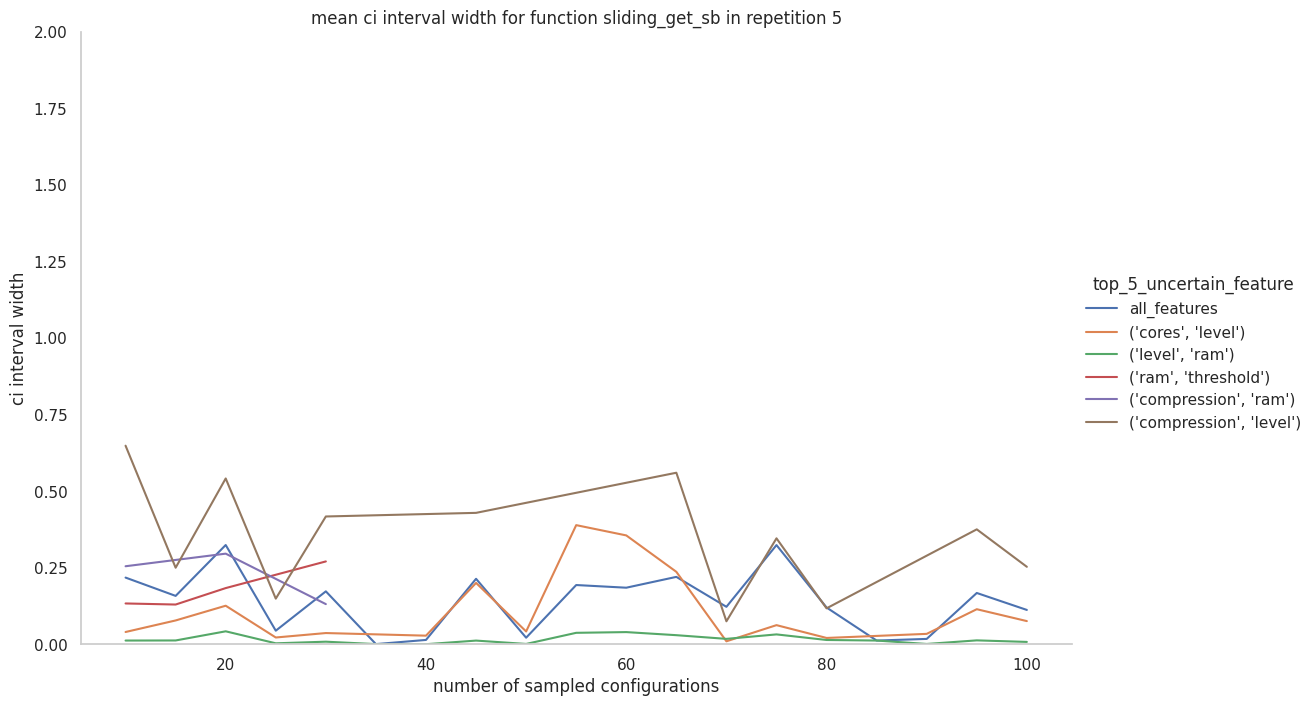 mean ci interval width for function sliding_get_sb in repetition 5
2.00
1.75
1.50
1.25
1.00
0.75
0.50
0.25
0.00
ci interval width
20
40
60
80
100
number of sampled configurations
top_5_uncertain_feature
all_features
('cores', 'level')
('level', 'ram')
('ram', 'threshold')
('compression', 'ram')
('compression', 'level')